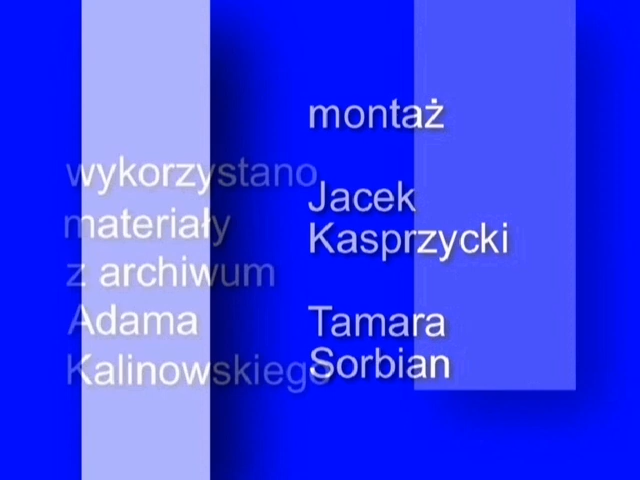 wykorzystano
materiały
z archiwum
Adama
Kalinowskiego
montaż
Jacek
Kasprzycki
Tamara
Sorbian